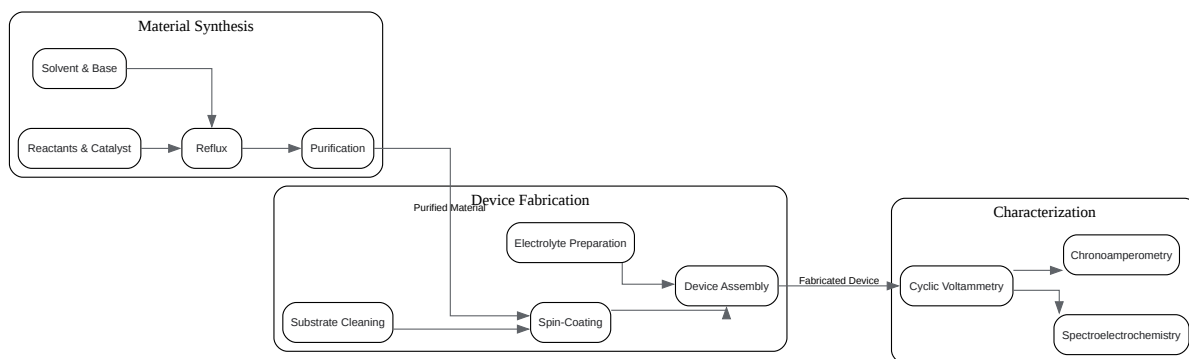 Material Synthesis
Solvent & Base
Reactants & Catalyst
Reflux
Purification
Purified Material
Device Fabrication
Electrolyte Preparation
Device Assembly
Substrate Cleaning
Spin-Coating
Fabricated Device
Characterization
Chronoamperometry
Cyclic Voltammetry
Spectroelectrochemistry